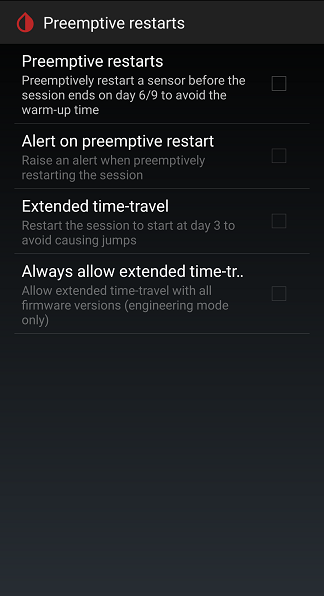 Preemptive restarts
Preemptive restarts
Preemptively restart a sensor before the
session ends on day 6/9 to avoid the
warm-up time
Alert on preemptive restart
Raise an alert when preemptively
restarting the session
Extended time-travel
Restart the session to start at day 3 to
avoid causing jumps
Always allow extended time-tr..
Allow extended time-travel with all
firmware versions (engineering mode
only)